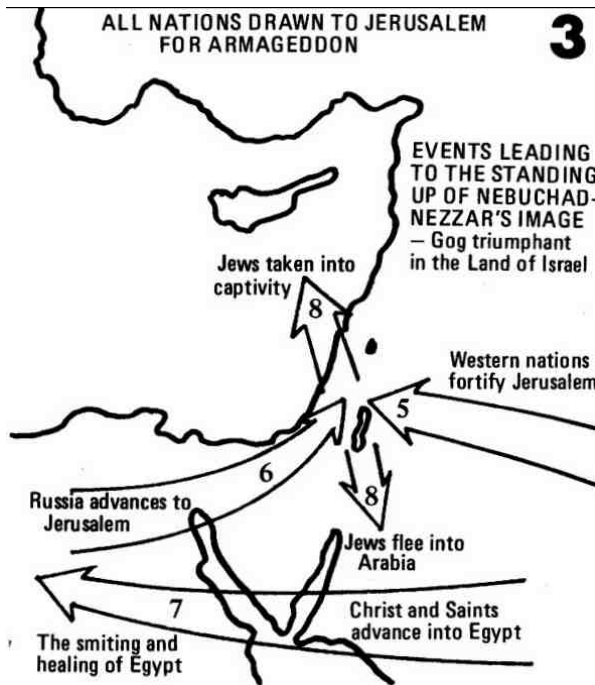 ALL NATIONS DRAWN TO JERUSALEM
FOR ARMAGEDDON
3
EVENTS LEADING
TO THE STANDING
UP OF NEBUCHAD-
NEZZAR'S IMAGE
— Gog triumphant
in the Land of Israel
Jews taken into
captivity
8
Western nations
fortify Jerusalem
5
6
Russia advances to
Jerusalem
8
Jews flee into
Arabia
7
Christ and Saints
advance into Egypt
The smiting and
healing of Egypt